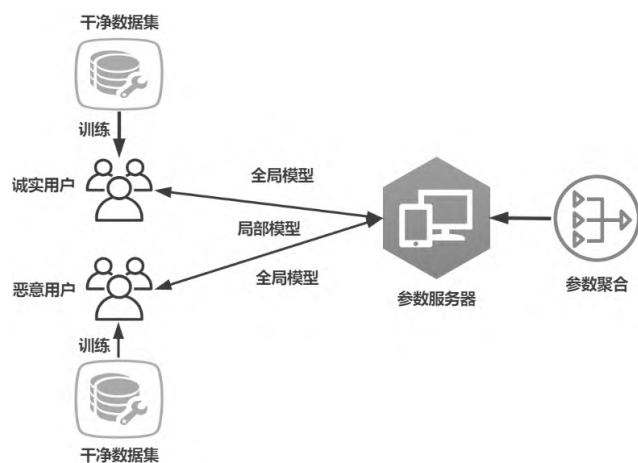 干净数据集
训练
诚实用户
全局模型
局部模型
恶意用户
全局模型
参数服务器
参数聚合
训练
干净数据集